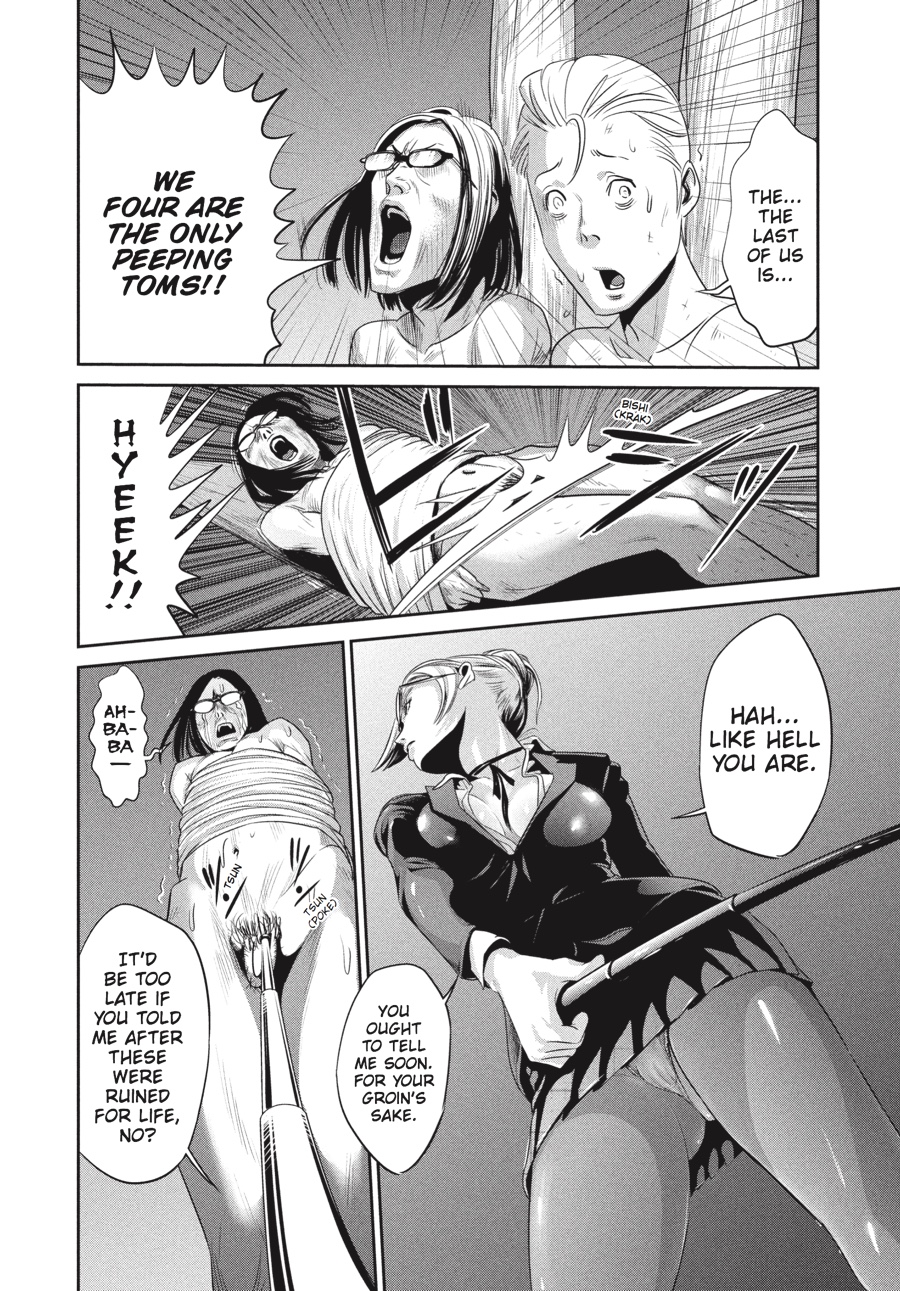 THE...
THE
LAST
OF US
IS...
WE
FOUR ARE
THE ONLY
PEEPING
TOMS!!
BISHI
(KRAK)
HYEEK!!
HAH...
LIKE HELL
YOU ARE.
YOU
OUGHT
TO TELL
ME SOON.
FOR YOUR
GROIN'S
SAKE.
AH-
BA-
BA
—
TSUN
TSUN
(POKE)
IT'D
BE TOO
LATE IF
YOU TOLD
ME AFTER
THESE
WERE
RUINED
FOR LIFE,
NO?